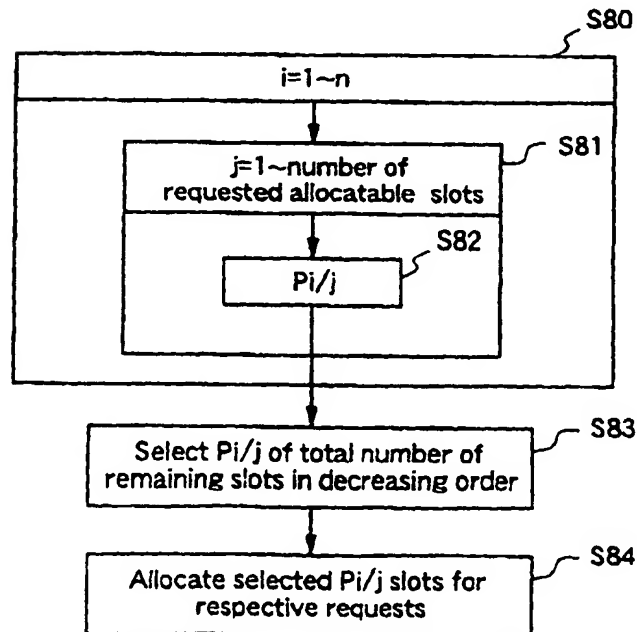 S80
i=1~n
S81
j=1~number of
requested allocatable slots
S82
Pi/j
S83
Select Pi/j of total number of
remaining slots in decreasing order
S84
Allocate selected Pi/j slots for
respective requests